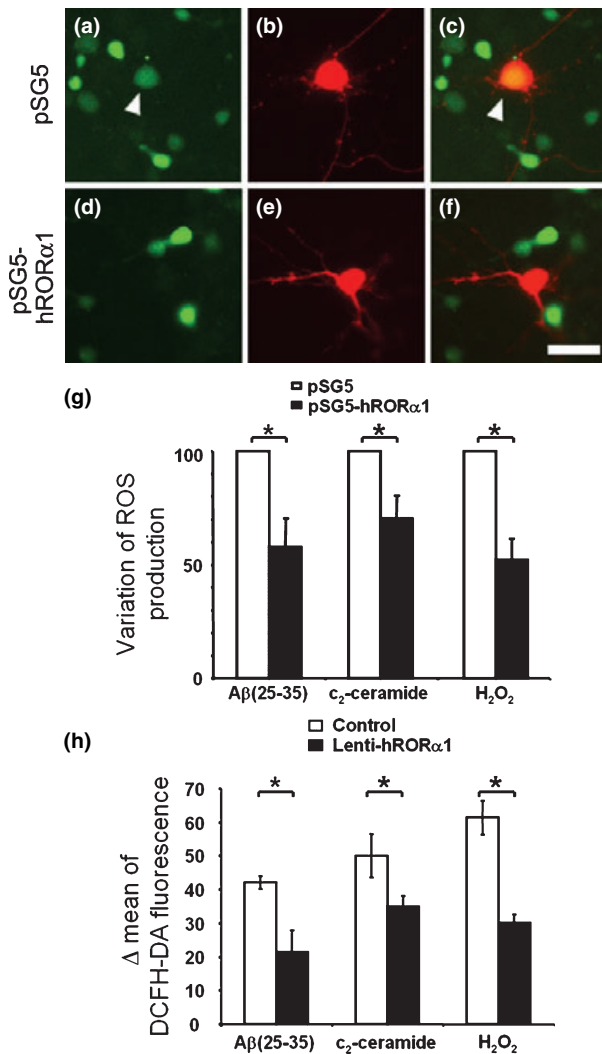 (a) (b) (c)
pSG5
(d) (e) (f)
pSG5-
hRORα1
(g)
pSG5
pSG5-hRORα1
* * *
100
50
0
Variation of ROS
production
Aβ(25-35) c₂-ceramide H₂O₂
(h)
Control
Lenti-hRORα1
* * *
70
60
50
40
30
20
10
0
Δ mean of
DCFH-DA fluorescence
Aβ(25-35) c₂-ceramide H₂O₂